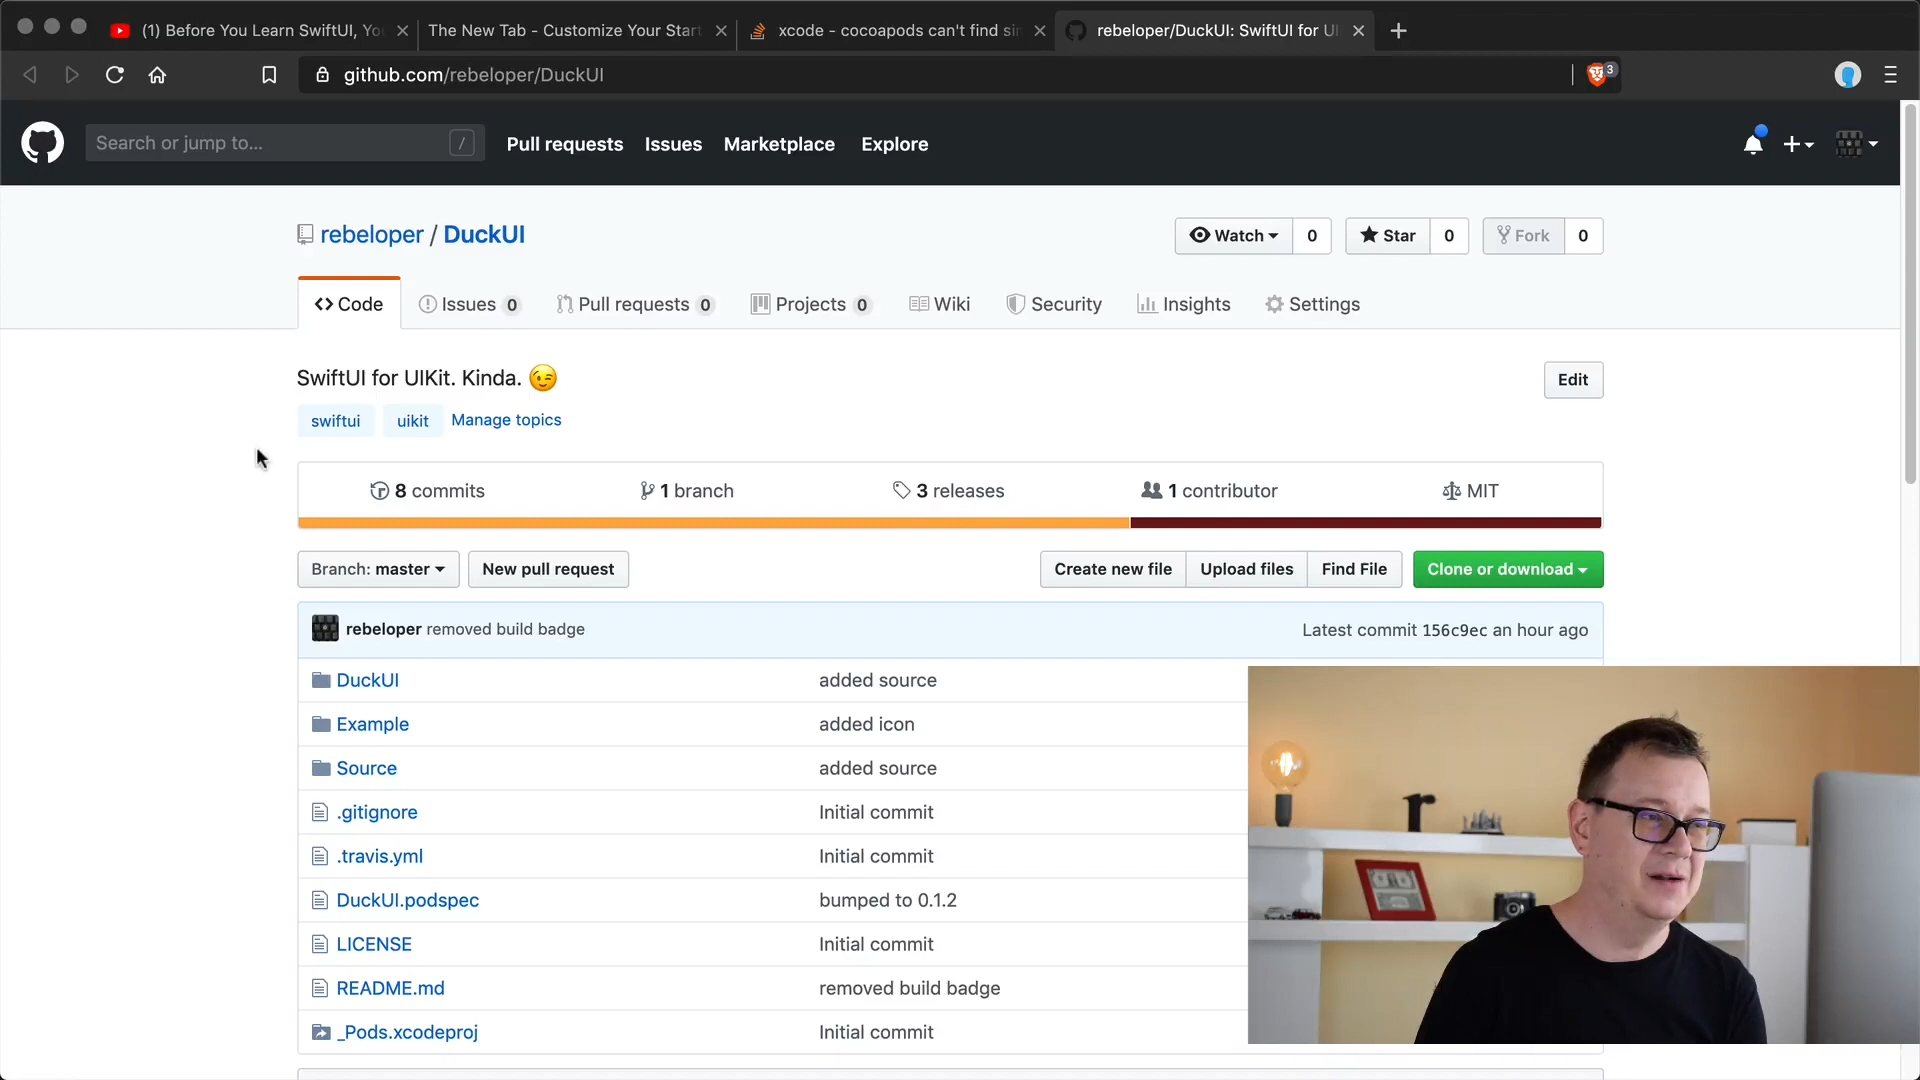 (1) Before You Learn SwiftUI, Yo
The New Tab - Customize Your Start
xcode - cocoapods can't find sim
rebeloper/DuckUI: SwiftUI for UI
github.com/rebeloper/DuckUI
3
Search or jump to...
/
Pull requests
Issues
Marketplace
Explore
rebeloper / DuckUI
Watch
0
Star
0
Fork
0
Code
Issues 0
Pull requests 0
Projects 0
Wiki
Security
Insights
Settings
SwiftUI for UIKit. Kinda. 😉
Edit
swiftui
uikit
Manage topics
8 commits
1 branch
3 releases
1 contributor
MIT
Branch: master
New pull request
Create new file
Upload files
Find File
Clone or download
rebeloper removed build badge
Latest commit 156c9ec an hour ago
DuckUI
added source
Example
added icon
Source
added source
.gitignore
Initial commit
.travis.yml
Initial commit
DuckUI.podspec
bumped to 0.1.2
LICENSE
Initial commit
README.md
removed build badge
_Pods.xcodeproj
Initial commit